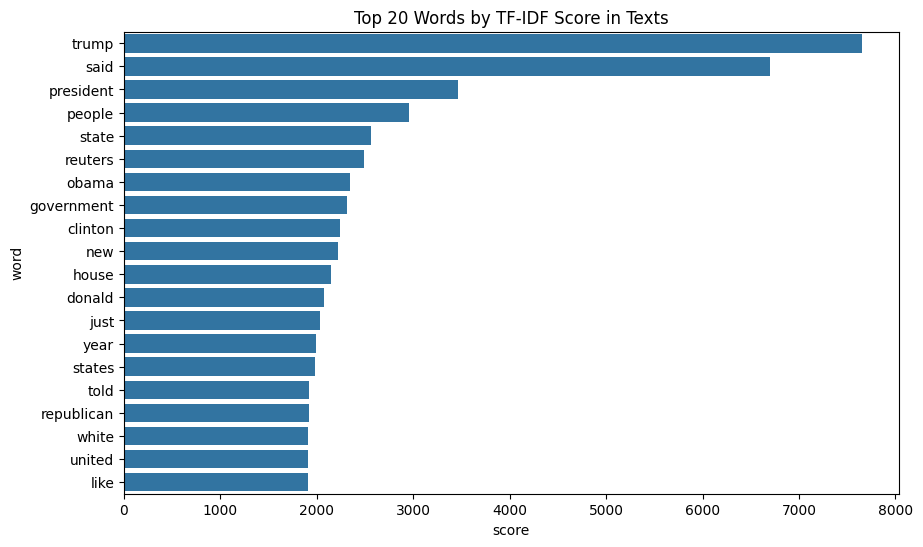 Top 20 Words by TF-IDF Score in Texts
word
trump
said
president
people
state
reuters
obama
government
clinton
new
house
donald
just
year
states
told
republican
white
united
like
0 1000 2000 3000 4000 5000 6000 7000 8000
score